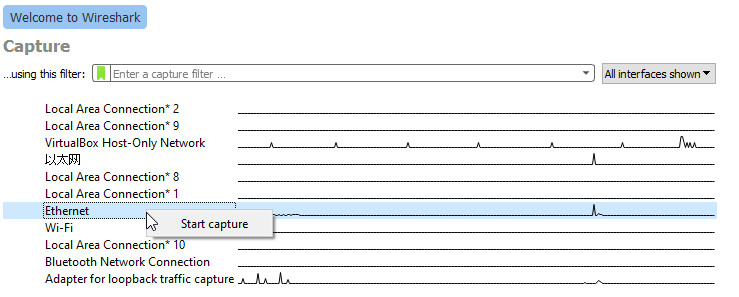 Welcome to Wireshark
Capture
...using this filter: Enter a capture filter ... All interfaces shown
Local Area Connection* 2
Local Area Connection* 9
VirtualBox Host-Only Network
以太网
Local Area Connection* 8
Local Area Connection* 1
Ethernet
Start capture
Wi-Fi
Local Area Connection* 10
Bluetooth Network Connection
Adapter for loopback traffic capture